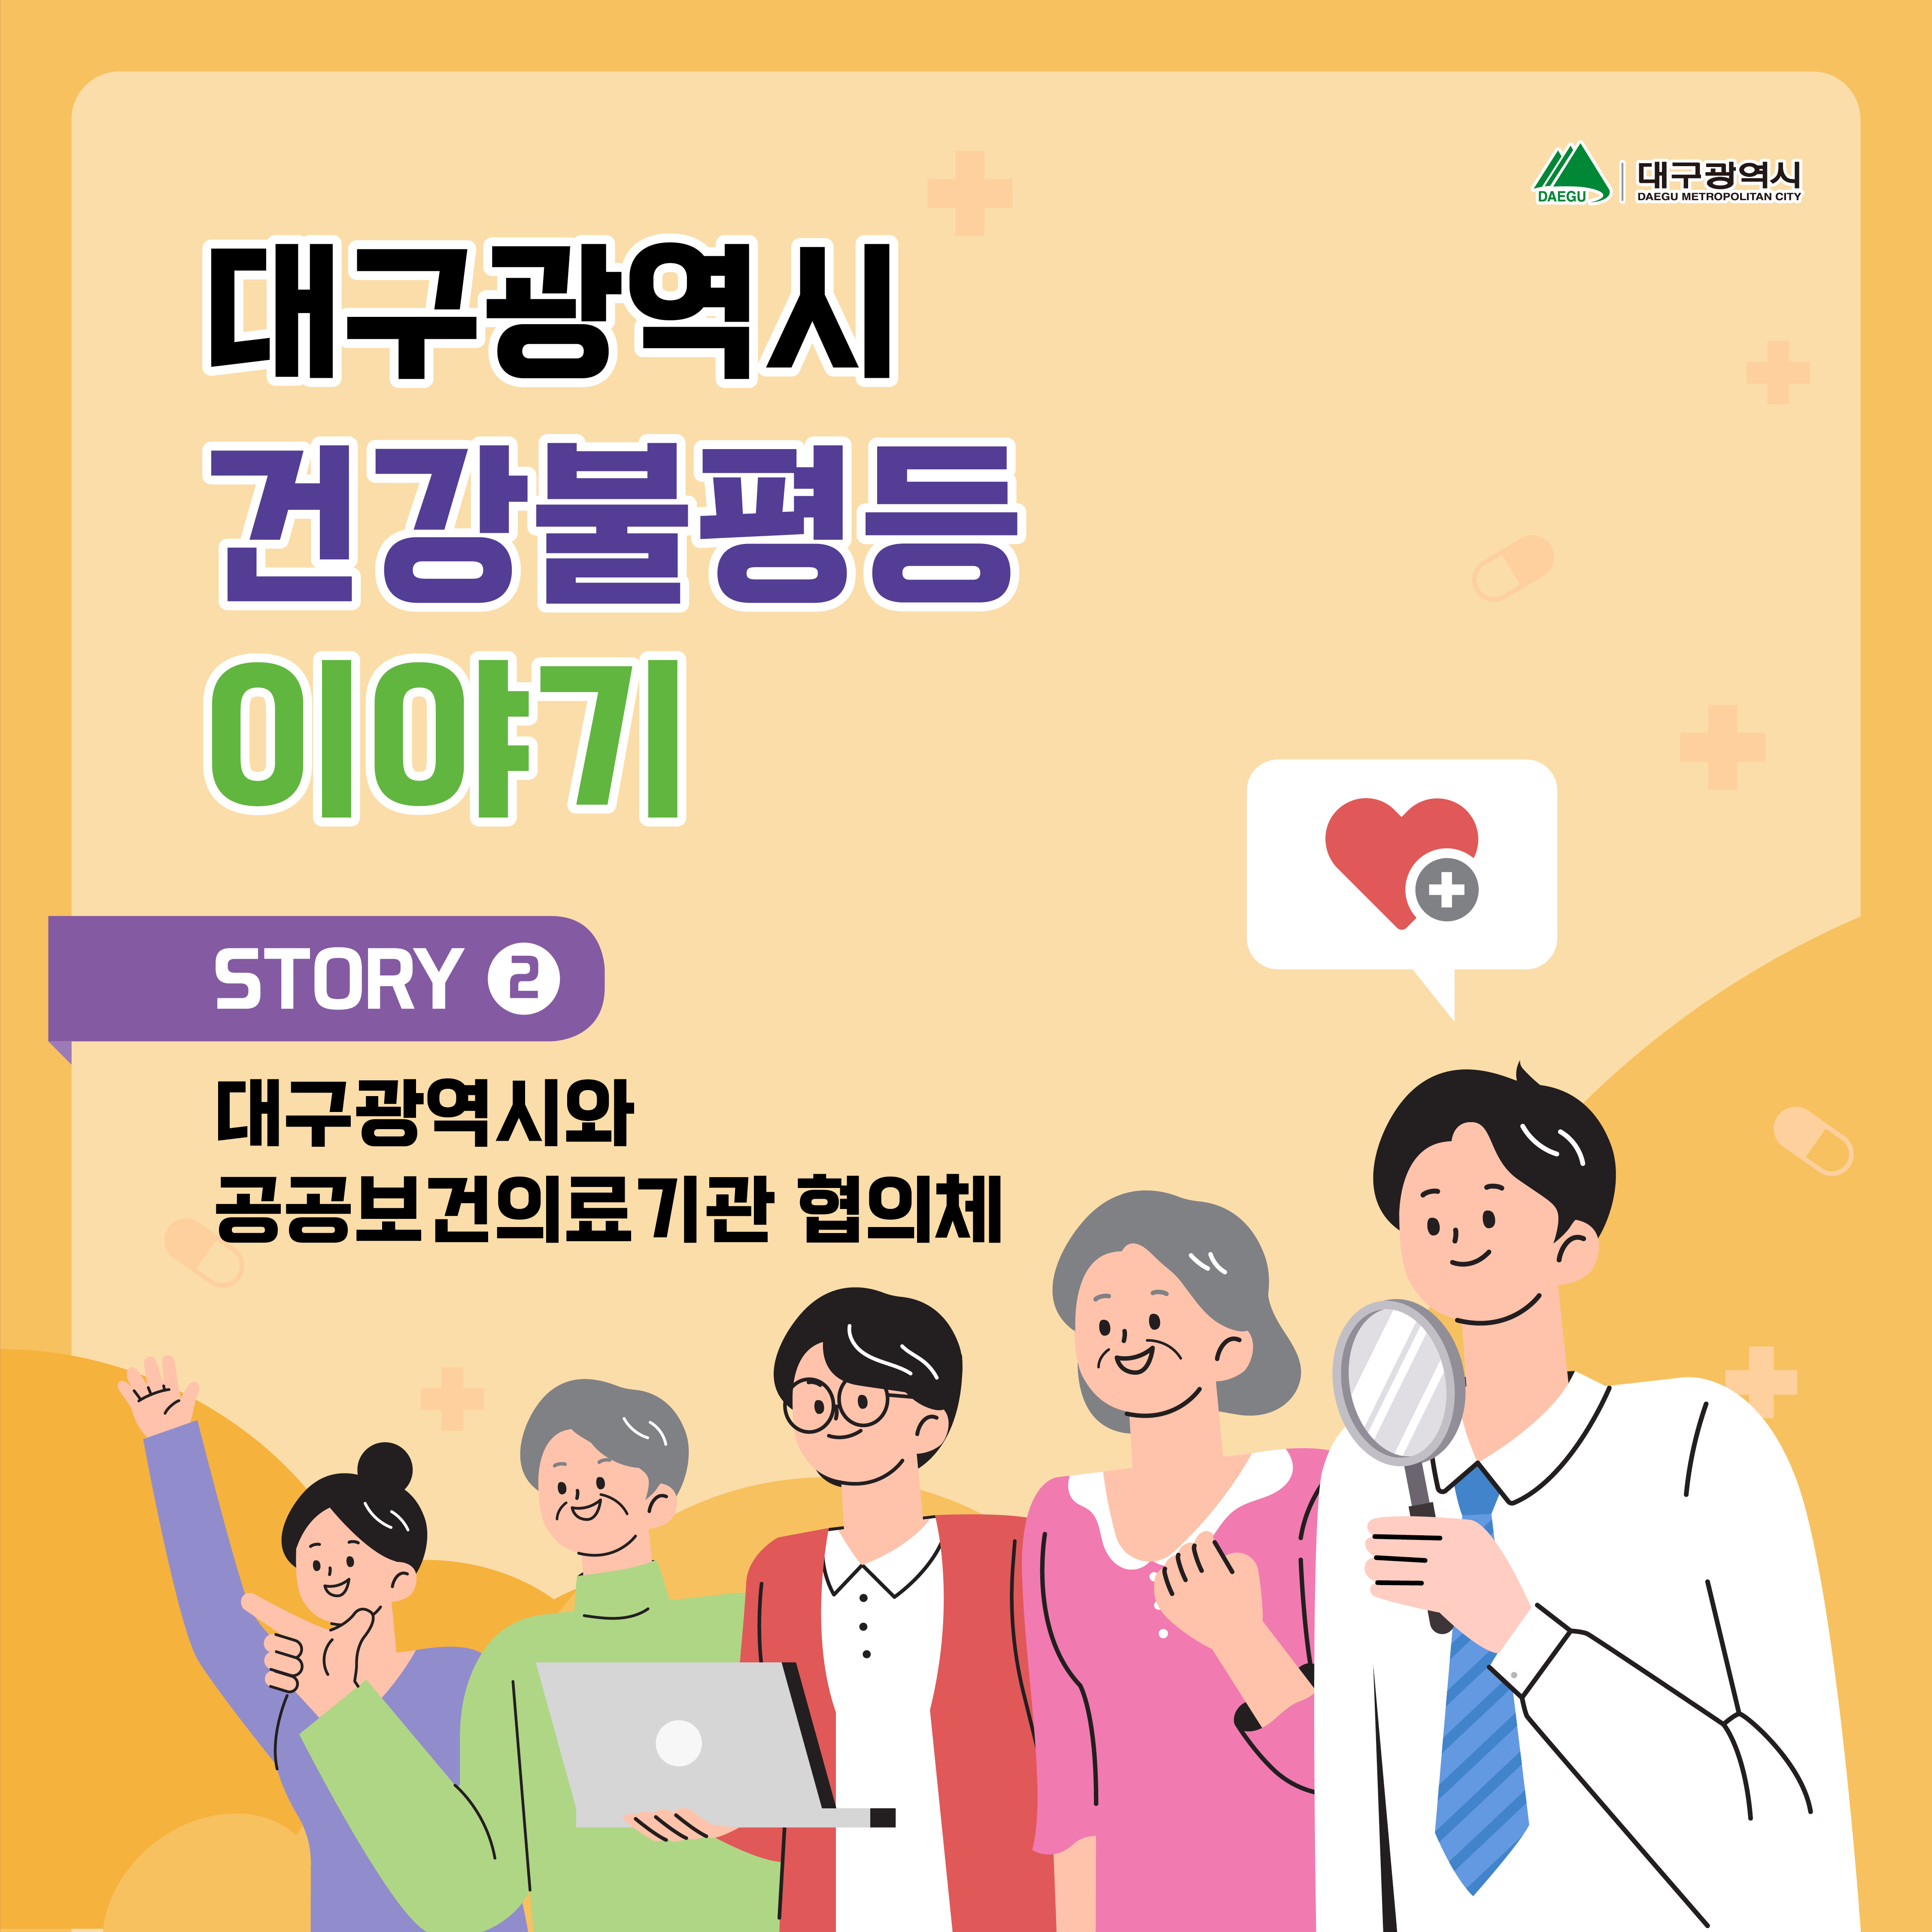 DAEGU
대구광역시
DAEGU METROPOLITAN CITY
대구광역시
건강불평등
이야기
STORY 2
대구광역시와
공공보건의료기관 협의체